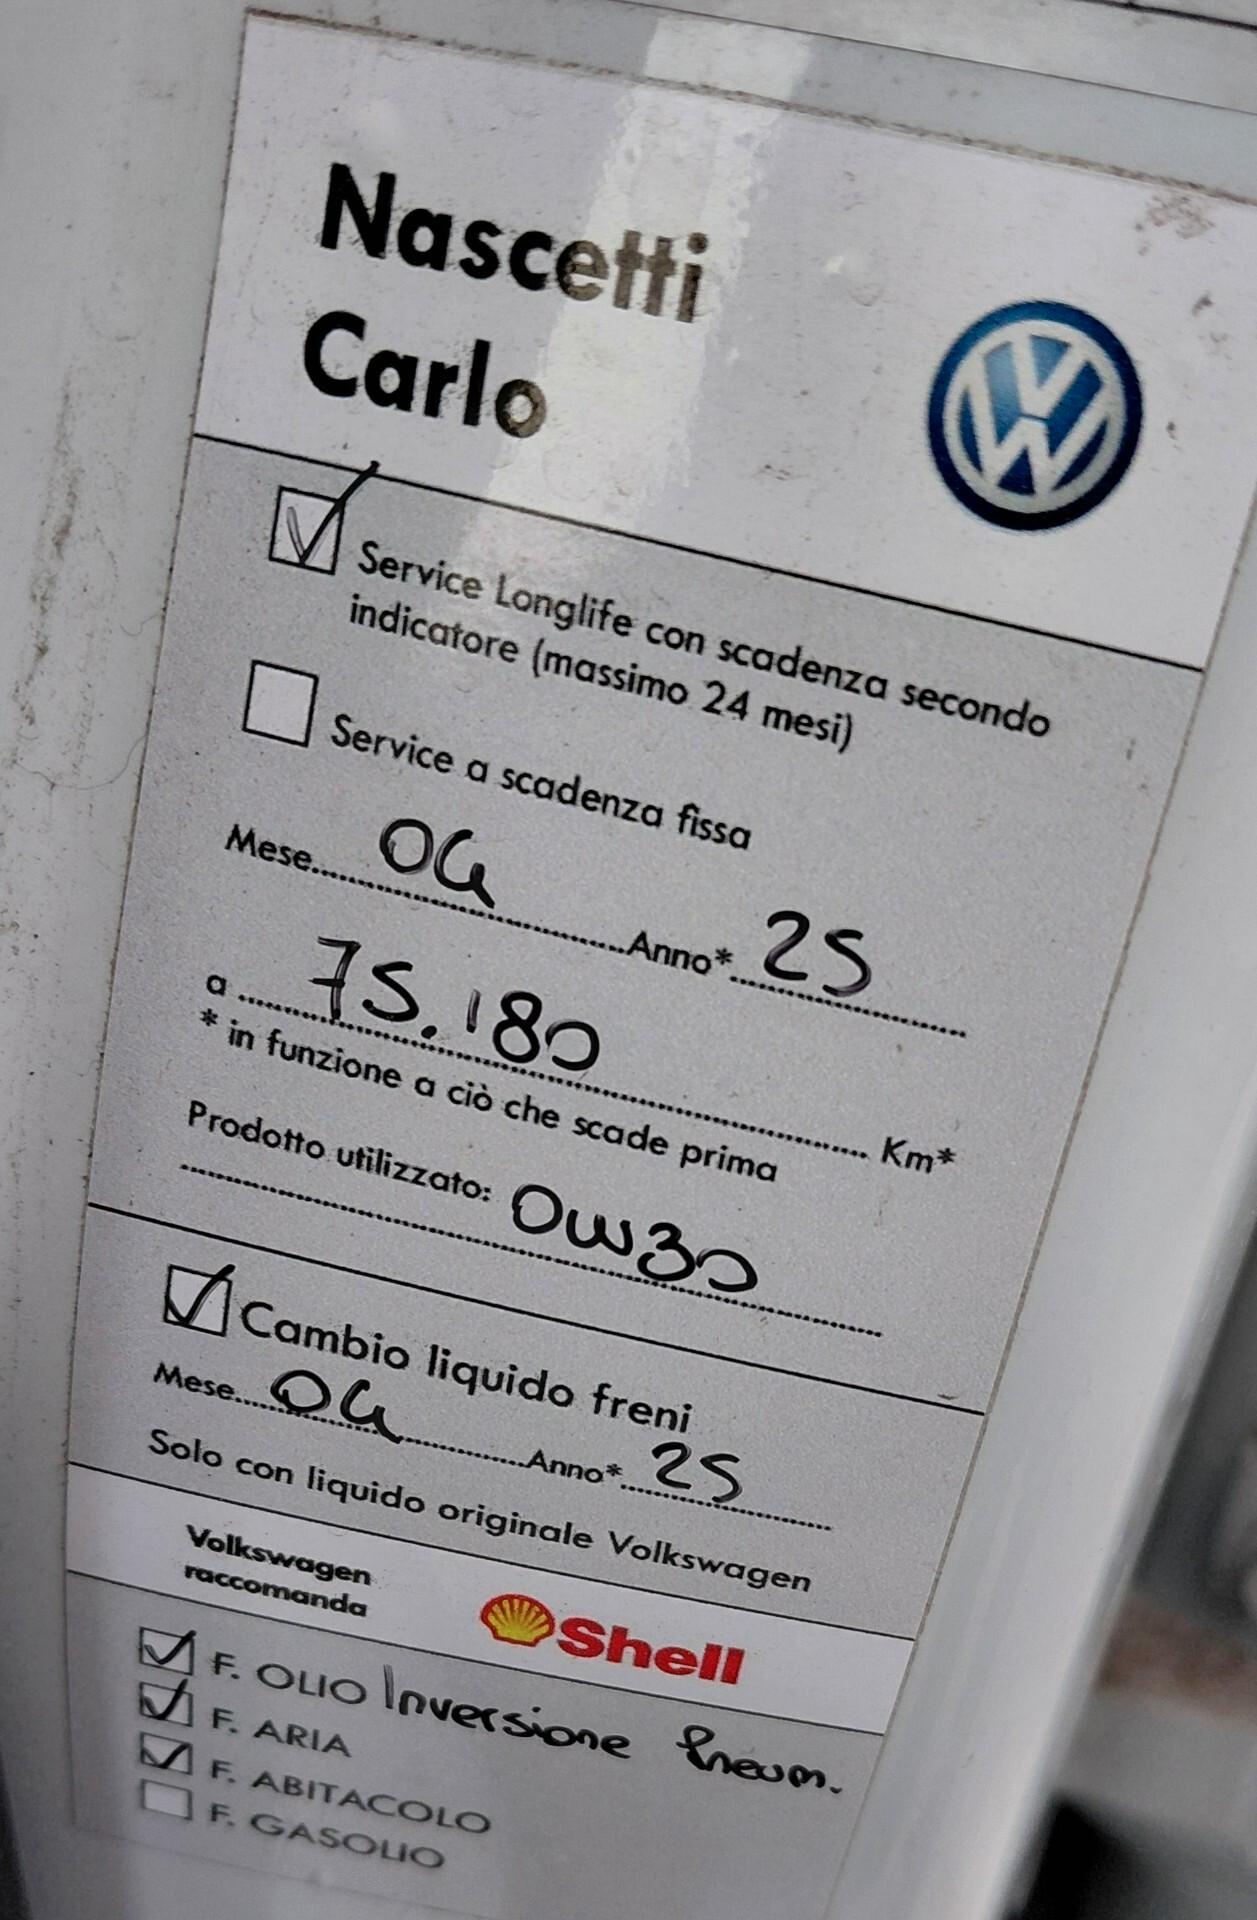 Nascetti
Carlo
VW
Service Longlife con scadenza secondo
indicatore (massimo 24 mesi)
Service a scadenza fissa
Mese.......04.......Anno*...25.......
a.......75.180.......Km*
* in funzione a ciò che scade prima
Prodotto utilizzato: 0W30
Cambio liquido freni
Mese...04.......Anno*...25.......
Solo con liquido originale Volkswagen
Volkswagen
raccomanda
Shell
F. OLIO Inversione Pneum.
F. ARIA
F. ABITACOLO
F. GASOLIO